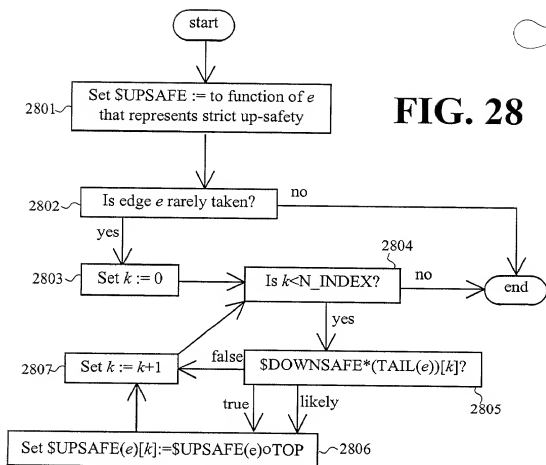 start
2801
Set $UPSAFE := to function of e
that represents strict up-safety
FIG. 28
2802
Is edge e rarely taken?
no
yes
2803
Set k := 0
2804
Is k<N_INDEX?
no
end
yes
2807
Set k := k+1
false
$DOWNSAFE*(TAIL(e))[k]?
2805
true
likely
Set $UPSAFE(e)[k]:=$UPSAFE(e)oTOP
2806